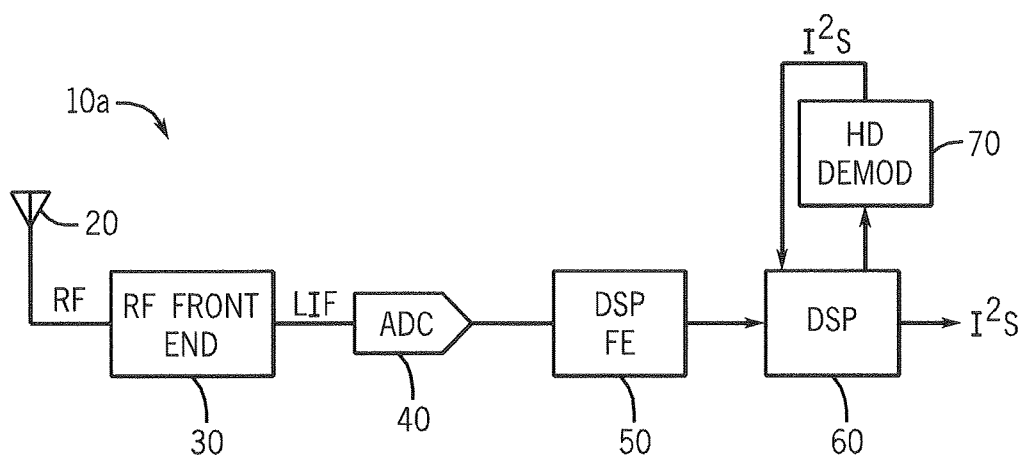 I²S
10a
HD
DEMOD
70
20
RF
RF FRONT
END
LIF
ADC
DSP
FE
DSP
I²S
30
40
50
60